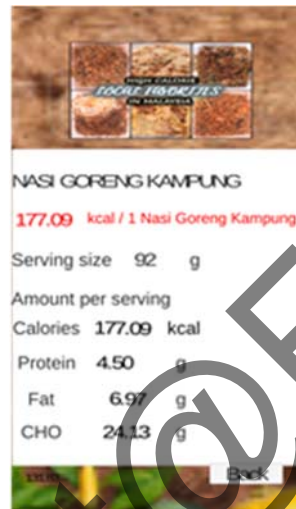 HIGH CALORIE
LOCAL FAVORITES
IN MALAYSIA
NASI GORENG KAMPUNG
177.09 kcal / 1 Nasi Goreng Kampung
Serving size 92 g
Amount per serving
Calories 177.09 kcal
Protein 4.50 g
Fat 6.97 g
CHO 24.13 g
Back